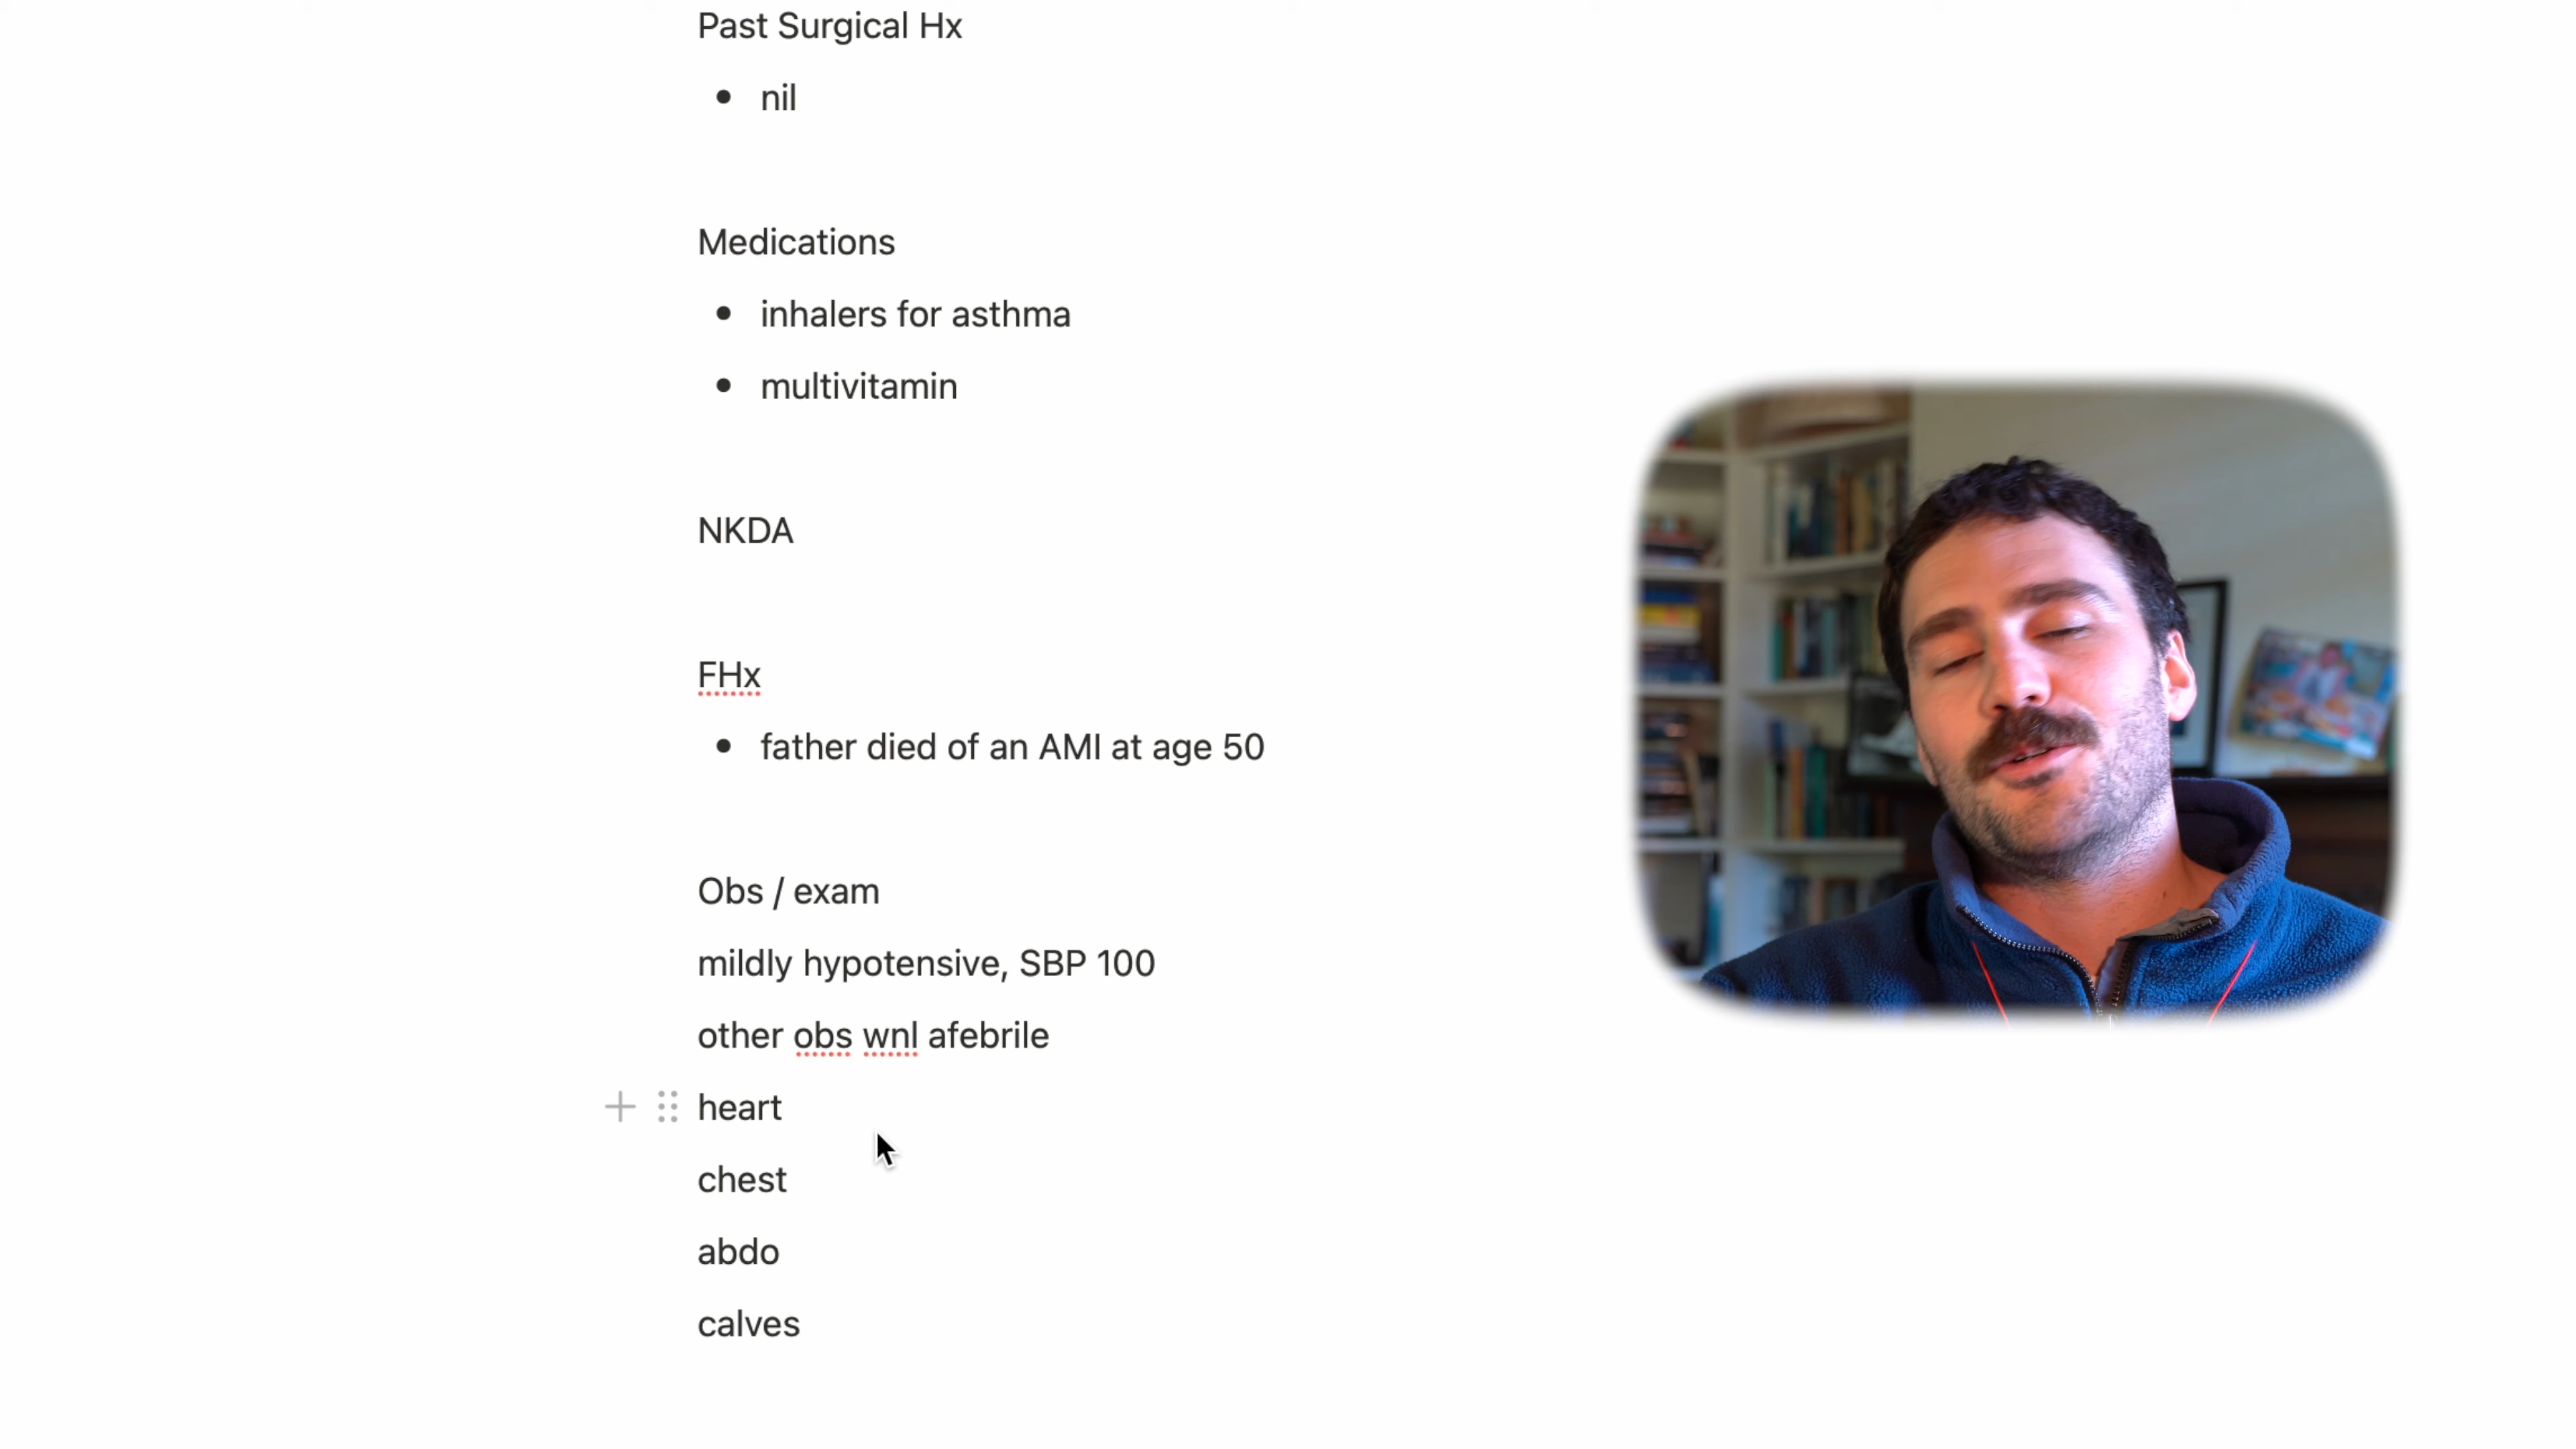 Past Surgical Hx
nil
Medications
inhalers for asthma
multivitamin
NKDA
FHx
father died of an AMI at age 50
Obs / exam
mildly hypotensive, SBP 100
other obs wnl afebrile
heart
chest
abdo
calves